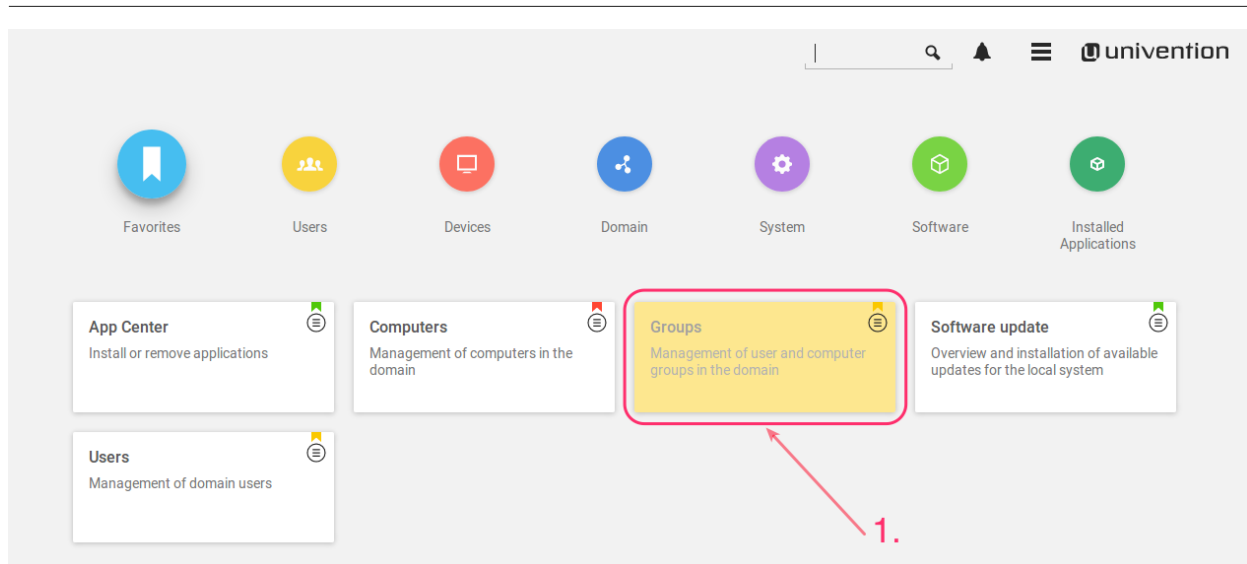 univention
Favorites
Users
Devices
Domain
System
Software
Installed
Applications
App Center
Install or remove applications
Computers
Management of computers in the
domain
Groups
Management of user and computer
groups in the domain
Software update
Overview and installation of available
updates for the local system
Users
Management of domain users
1.